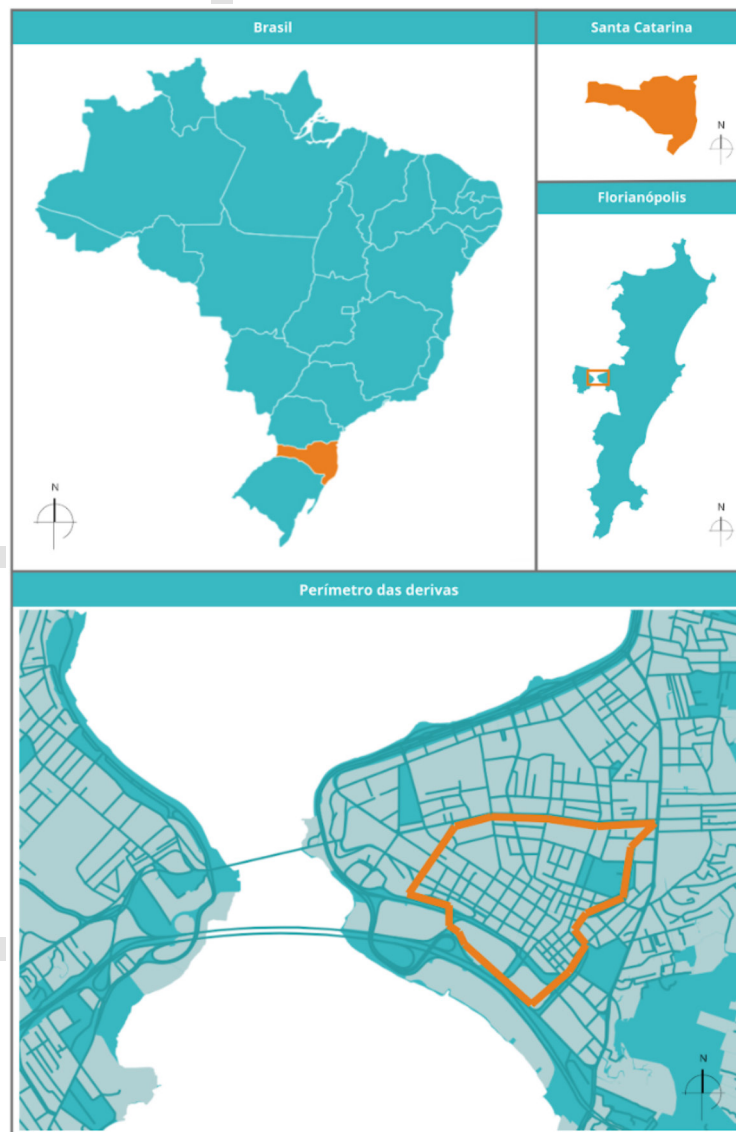 Brasil
Santa Catarina
N
Florianópolis
N
N
Perímetro das derivas
N